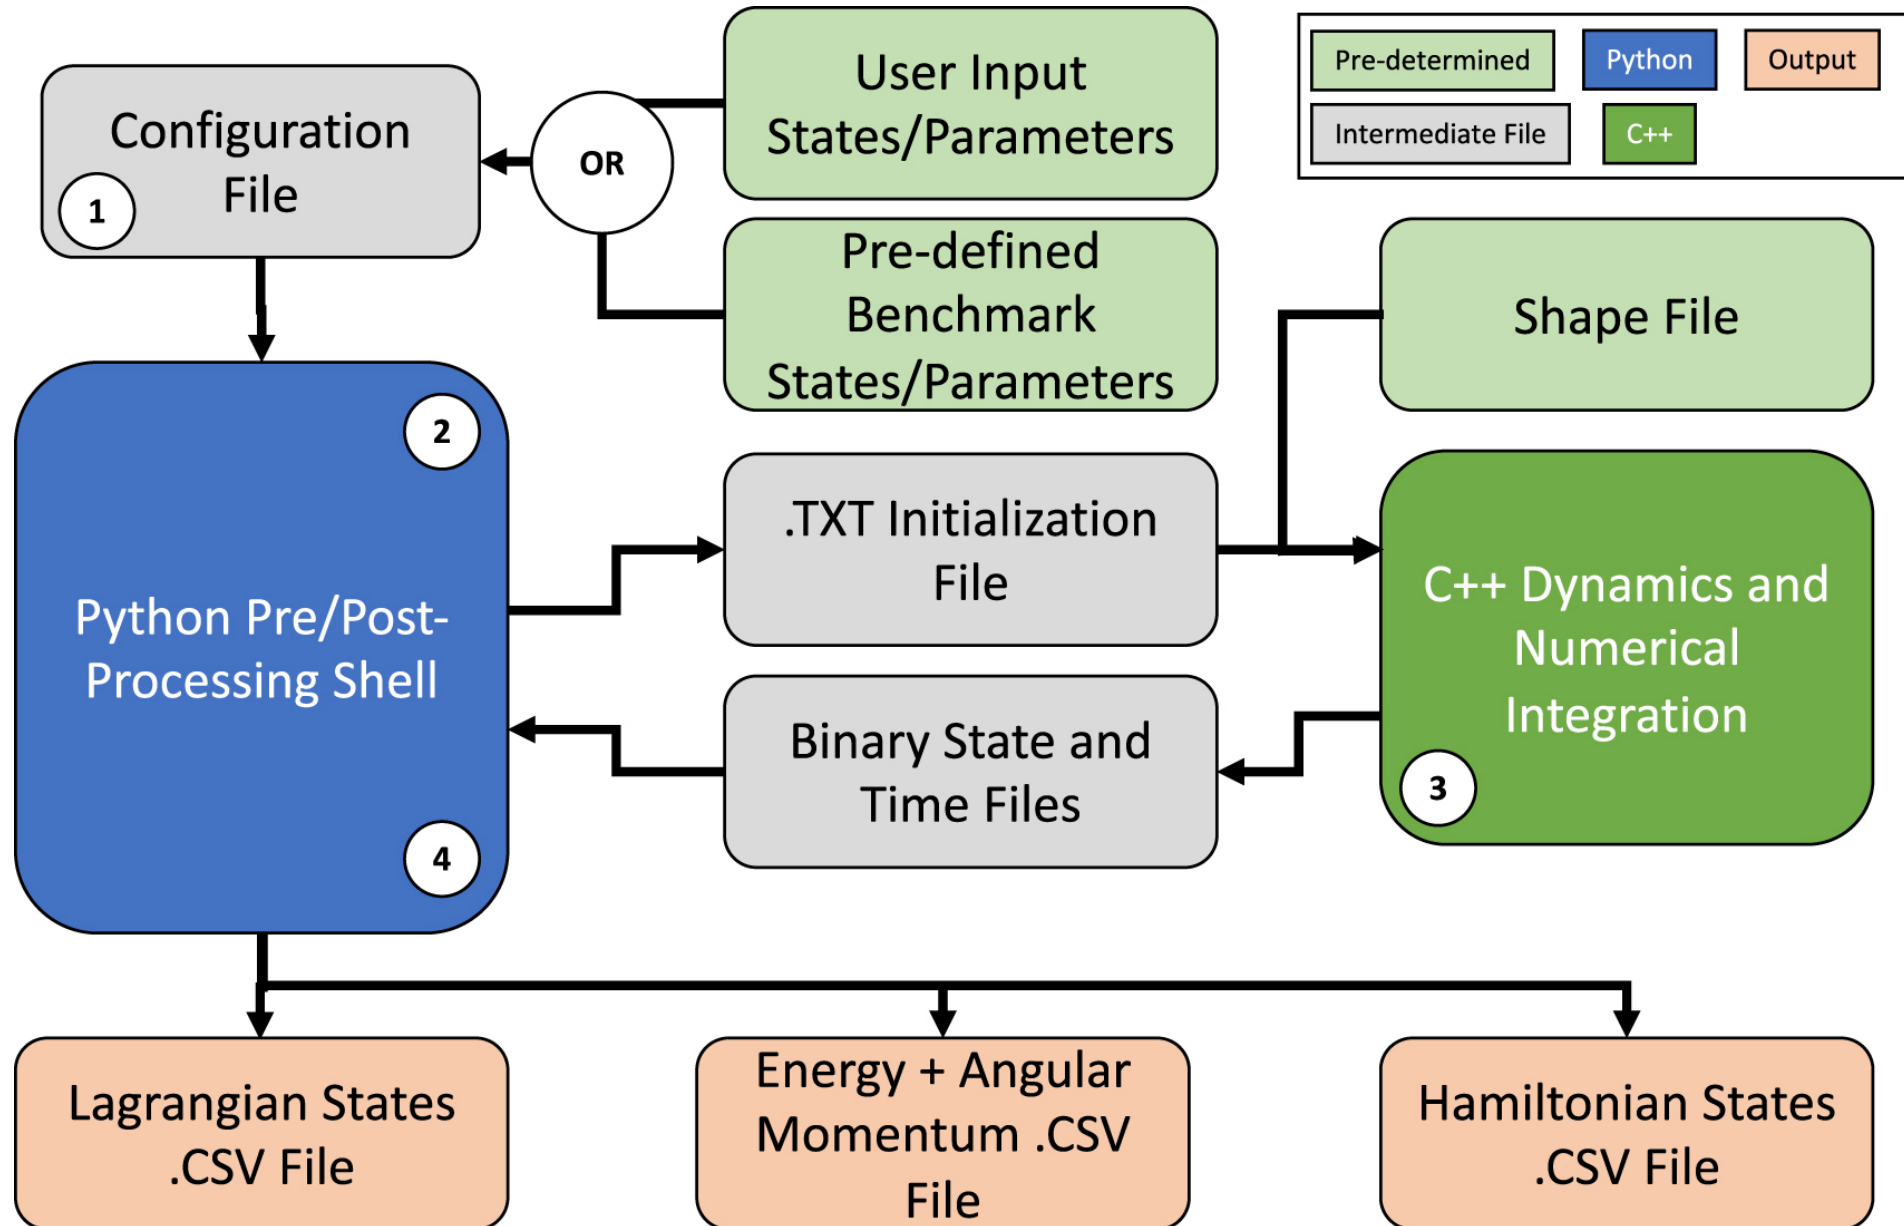 User Input
States/Parameters
Pre-determined
Python
Output
Intermediate File
C++
Configuration
File
1
OR
Pre-defined
Benchmark
States/Parameters
Shape File
2
.TXT Initialization
File
C++ Dynamics and
Numerical
Integration
3
Python Pre/Post-
Processing Shell
Binary State and
Time Files
4
Lagrangian States
.CSV File
Energy + Angular
Momentum .CSV
File
Hamiltonian States
.CSV File